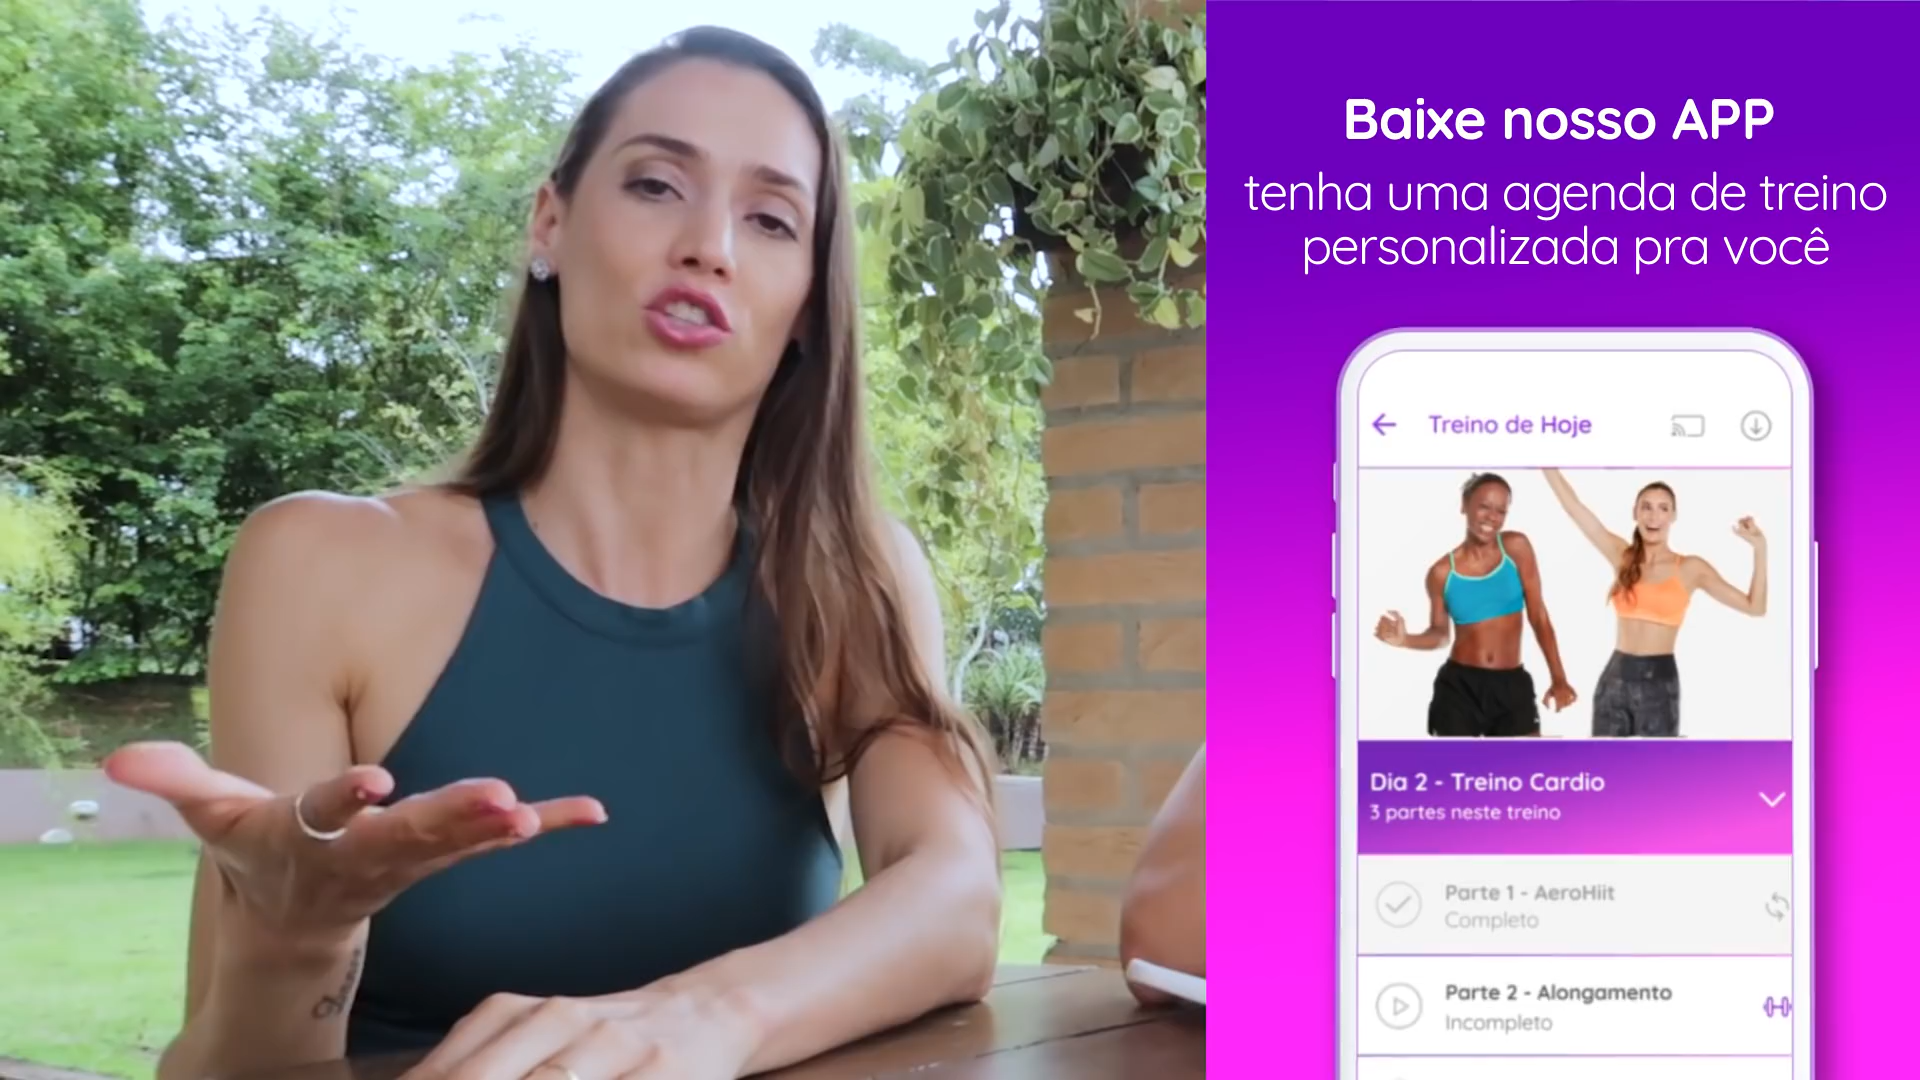 Baixe nosso APP
tenha uma agenda de treino
personalizada pra você
Treino de Hoje
Dia 2 - Treino Cardio
3 partes neste treino
Parte 1 - AeroHiit
Completo
Parte 2 - Alongamento
Incompleto